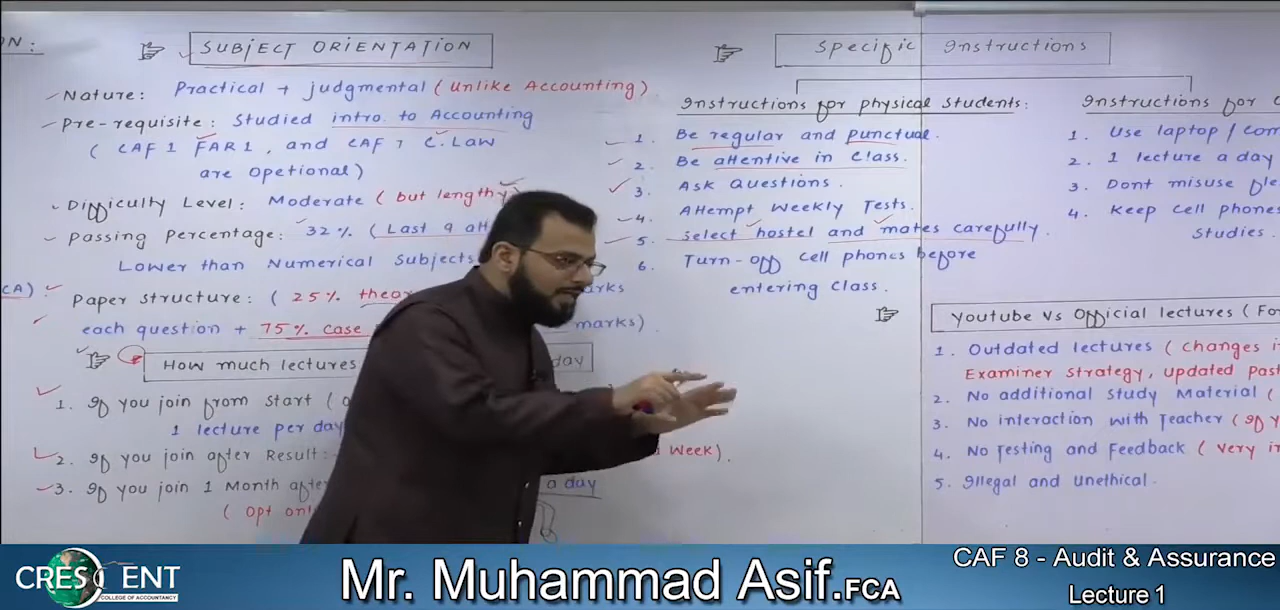 ON:
SUBJECT ORIENTATION
Nature: Practical + judgmental (Unlike Accounting)
Pre-requisite: Studied intro. to Accounting
( CAF 1 FAR1, and CAF 7 C.Law
are Opetional)
Difficulty Level: Moderate (but lengthy)
Passing Percentage: 32% (Last 9
Lower than Numerical Subjects
CA)
Paper structure: ( 25% theory
each question + 75% case marks)
How much lectures day
1. If you join from start (
1 lecture per day
2. If you join after Result:
week).
3. If you join 1 Month after a day
( opt
Specific Instructions
Instructions for physical students:
1. Be regular and punctual.
2. Be attentive in Class.
3. Ask Questions.
4. Attempt Weekly Tests.
5. Select hostel and mates carefully.
6. Turn-off cell phones before
entering Class.
Instructions for
1. Use laptop /
2. 1 lecture a day
3. Dont misuse
4. Keep cell phones
studies.
Youtube Vs Official lectures (
1. Outdated lectures ( changes
Examiner strategy, updated
2. No additional study Material (
3. No interaction with Teacher (
4. No Testing and Feedback ( very
5. Illegal and Unethical.
CRESCENT
COLLEGE OF ACCOUNTANCY
Mr. Muhammad Asif.FCA
CAF 8 - Audit & Assurance
Lecture 1